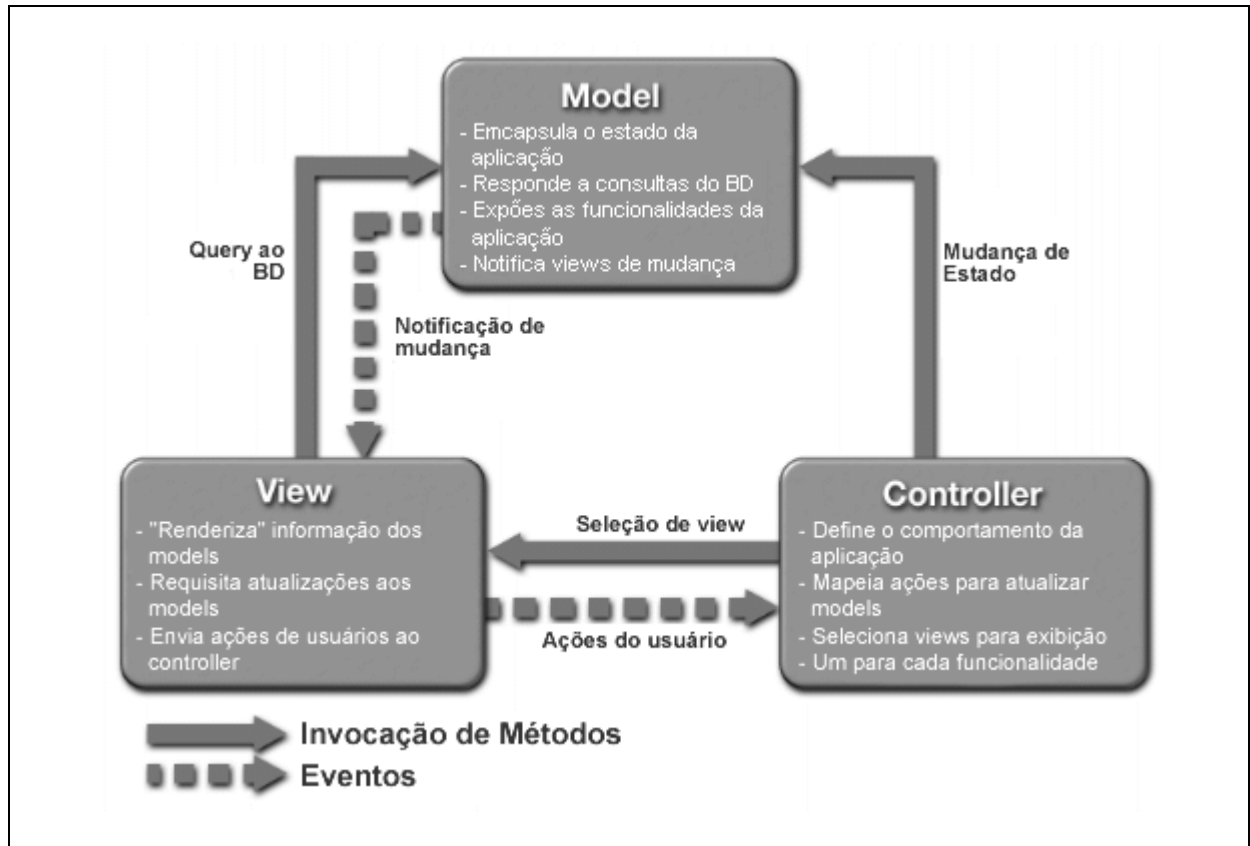 Model
- Emcapsula o estado da
aplicação
- Responde a consultas do BD
- Expões as funcionalidades da
aplicação
- Notifica views de mudança
Query ao
BD
Mudança de
Estado
Notificação de
mudança
View
- "Renderiza" informação dos
models
- Requisita atualizações aos
models
- Envia ações de usuários ao
controller
Seleção de view
Ações do usuário
Controller
- Define o comportamento da
aplicação
- Mapeia ações para atualizar
models
- Seleciona views para exibição
- Um para cada funcionalidade
Invocação de Métodos
Eventos